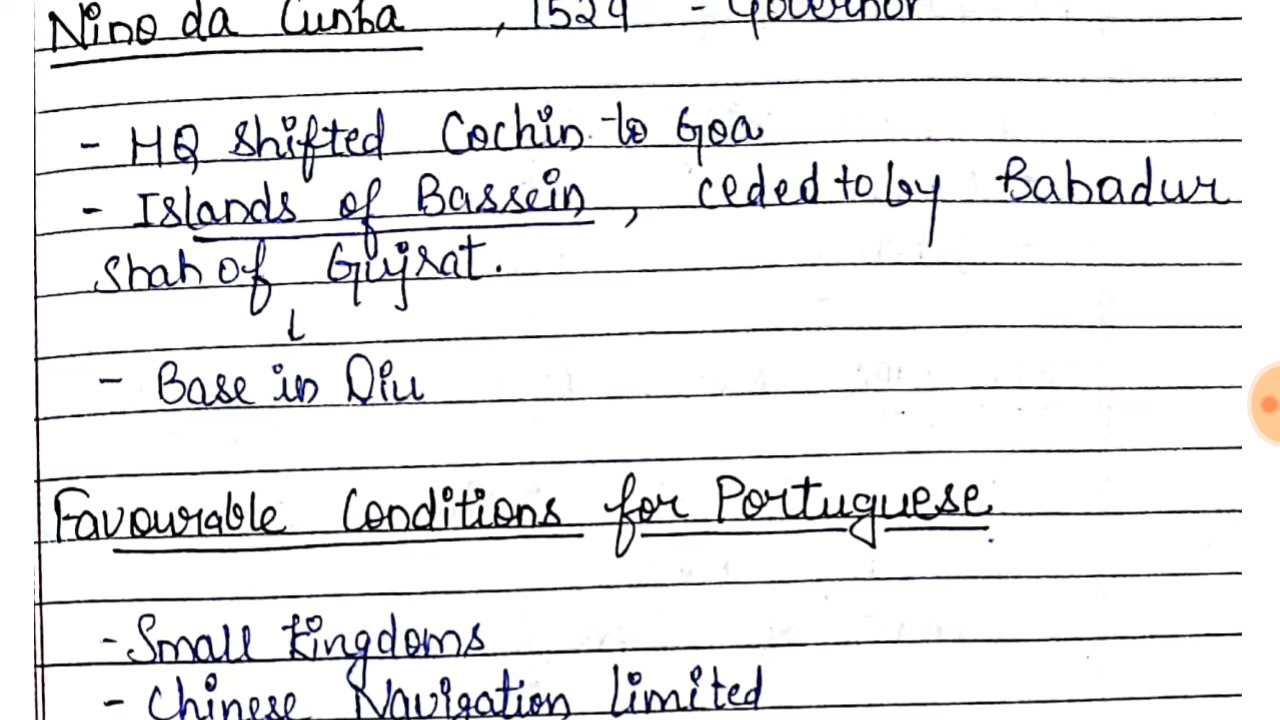 Nino da Cunha , 1529 - Governor
- HQ shifted Cochin to Goa
- Islands of Bassein, ceded to by Bahadur
Shah of Gujrat.
- Base in Diu
Favourable Conditions for Portuguese
- Small kingdoms
- Chinese Navigation limited